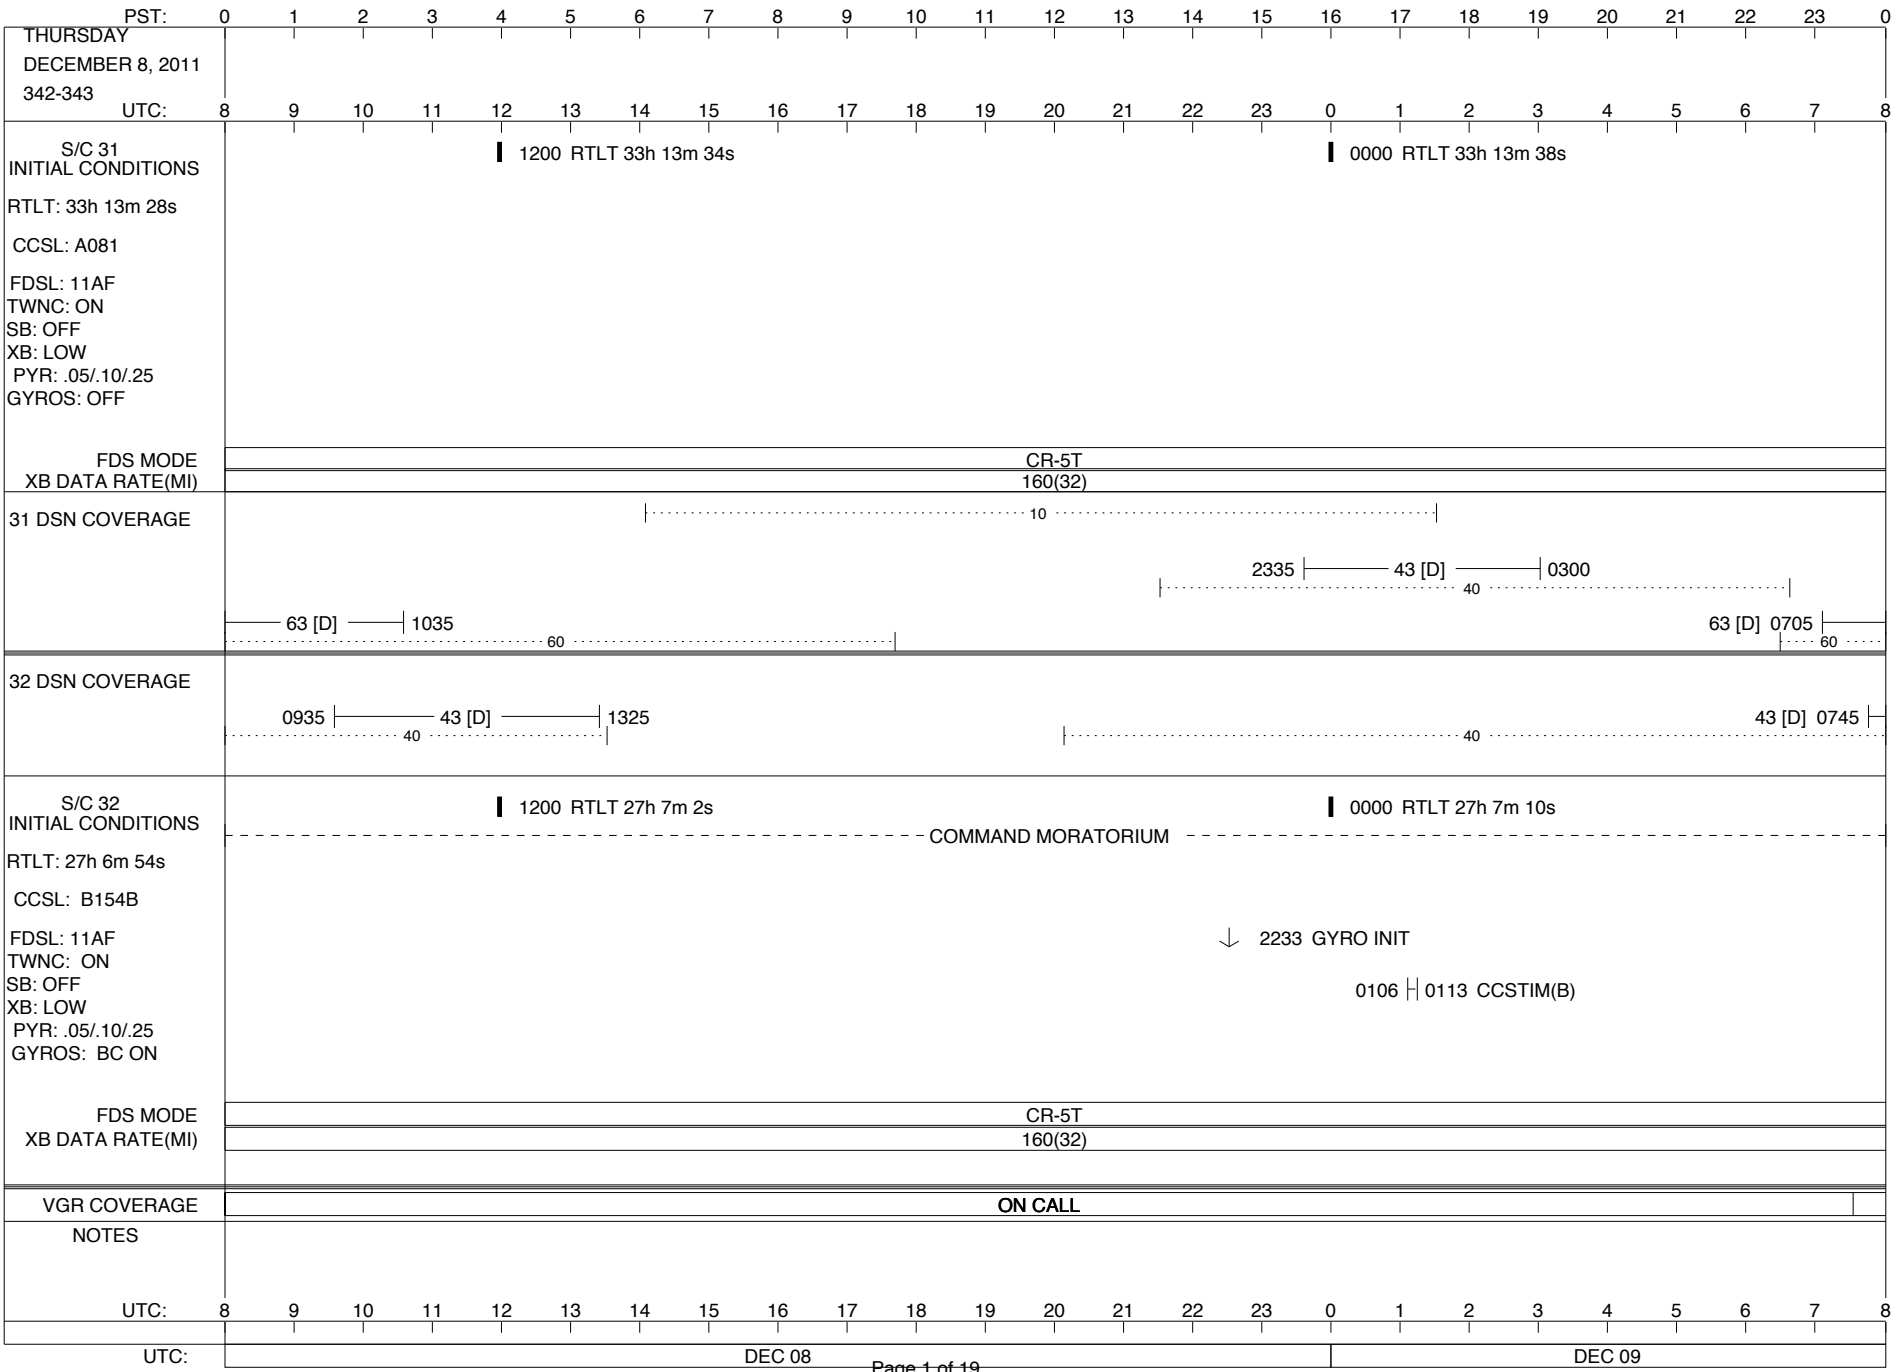 PST: 0 1 2 3 4 5 6 7 8 9 10 11 12 13 14 15 16 17 18 19 20 21 22 23 0
THURSDAY
DECEMBER 8, 2011
342-343
UTC: 8 9 10 11 12 13 14 15 16 17 18 19 20 21 22 23 0 1 2 3 4 5 6 7 8
S/C 31
INITIAL CONDITIONS
1200 RTLT 33h 13m 34s
0000 RTLT 33h 13m 38s
RTLT: 33h 13m 28s
CCSL: A081
FDSL: 11AF
TWNC: ON
SB: OFF
XB: LOW
PYR: .05/.10/.25
GYROS: OFF
FDS MODE CR-5T
XB DATA RATE(MI) 160(32)
31 DSN COVERAGE
10
2335 43 [D] 0300
40
63 [D] 1035
63 [D] 0705
60
60
32 DSN COVERAGE
0935 43 [D] 1325
43 [D] 0745
40
40
S/C 32
INITIAL CONDITIONS
1200 RTLT 27h 7m 2s
0000 RTLT 27h 7m 10s
COMMAND MORATORIUM
RTLT: 27h 6m 54s
CCSL: B154B
FDSL: 11AF
TWNC: ON
SB: OFF
XB: LOW
PYR: .05/.10/.25
GYROS: BC ON
2233 GYRO INIT
0106 0113 CCSTIM(B)
FDS MODE CR-5T
XB DATA RATE(MI) 160(32)
VGR COVERAGE ON CALL
NOTES
UTC: 8 9 10 11 12 13 14 15 16 17 18 19 20 21 22 23 0 1 2 3 4 5 6 7 8
UTC: DEC 08 DEC 09
Page 1 of 19